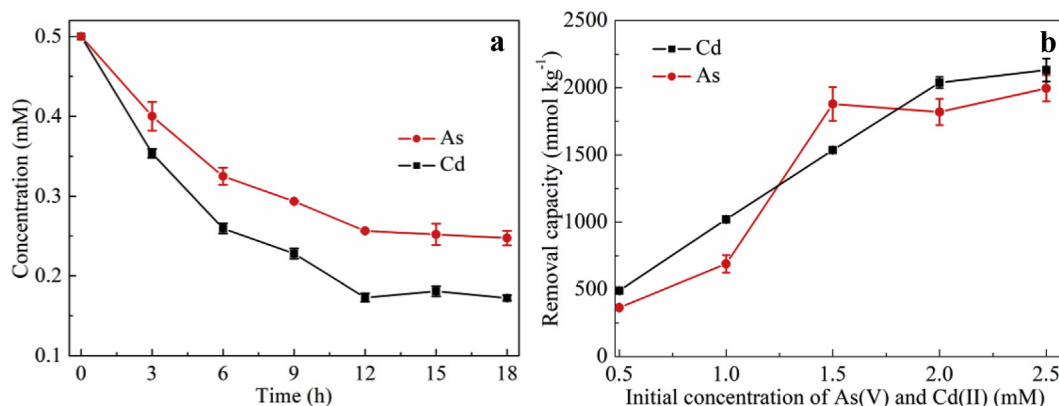 a
0.5
0.4
0.3
0.2
0.1
Concentration (mM)
As
Cd
0 3 6 9 12 15 18
Time (h)
b
2500
2000
1500
1000
500
0
Removal capacity (mmol kg⁻¹)
Cd
As
0.5 1.0 1.5 2.0 2.5
Initial concentration of As(V) and Cd(II) (mM)